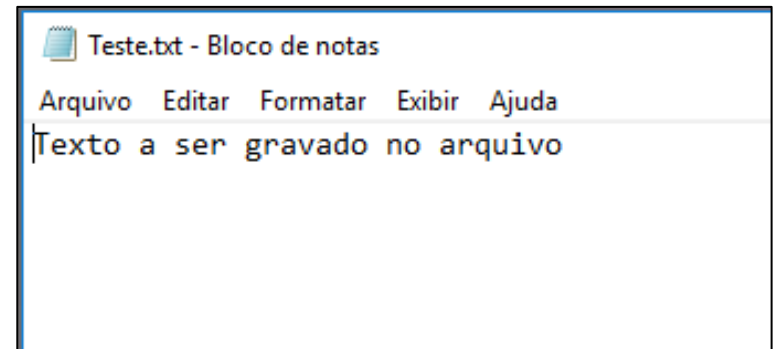 Teste.txt - Bloco de notas
Arquivo Editar Formatar Exibir Ajuda
Texto a ser gravado no arquivo